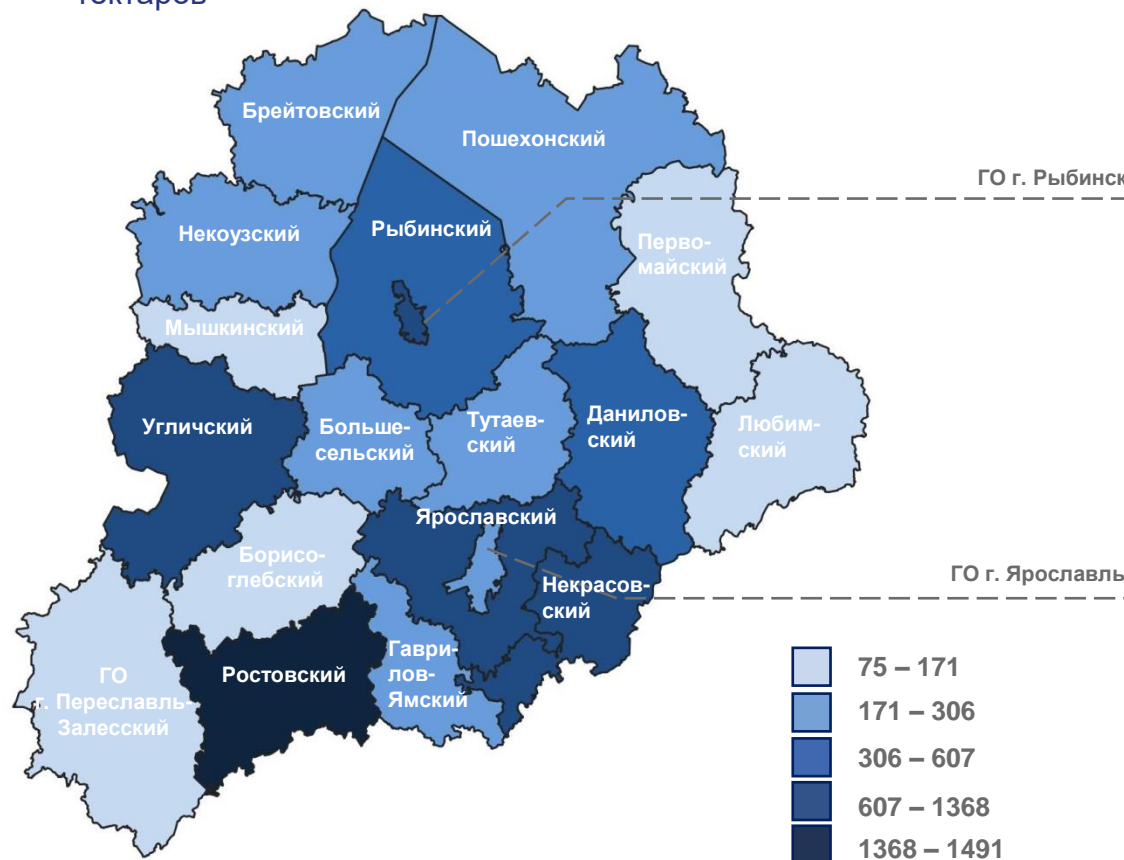 гектаров
Брейтовский
Пошехонский
ГО г. Рыбинск
Некоузский
Рыбинский
Перво-
майский
Мышкинский
Угличский
Больше-
сельский
Тутаев-
ский
Данилов-
ский
Любим-
ский
Ярославский
Борисо-
глебский
Некрасов-
ский
ГО г. Ярославль
Гаври-
лов-
Ямский
Ростовский
ГО
г. Переславль-
Залесский
75 – 171
171 – 306
306 – 607
607 – 1368
1368 – 1491